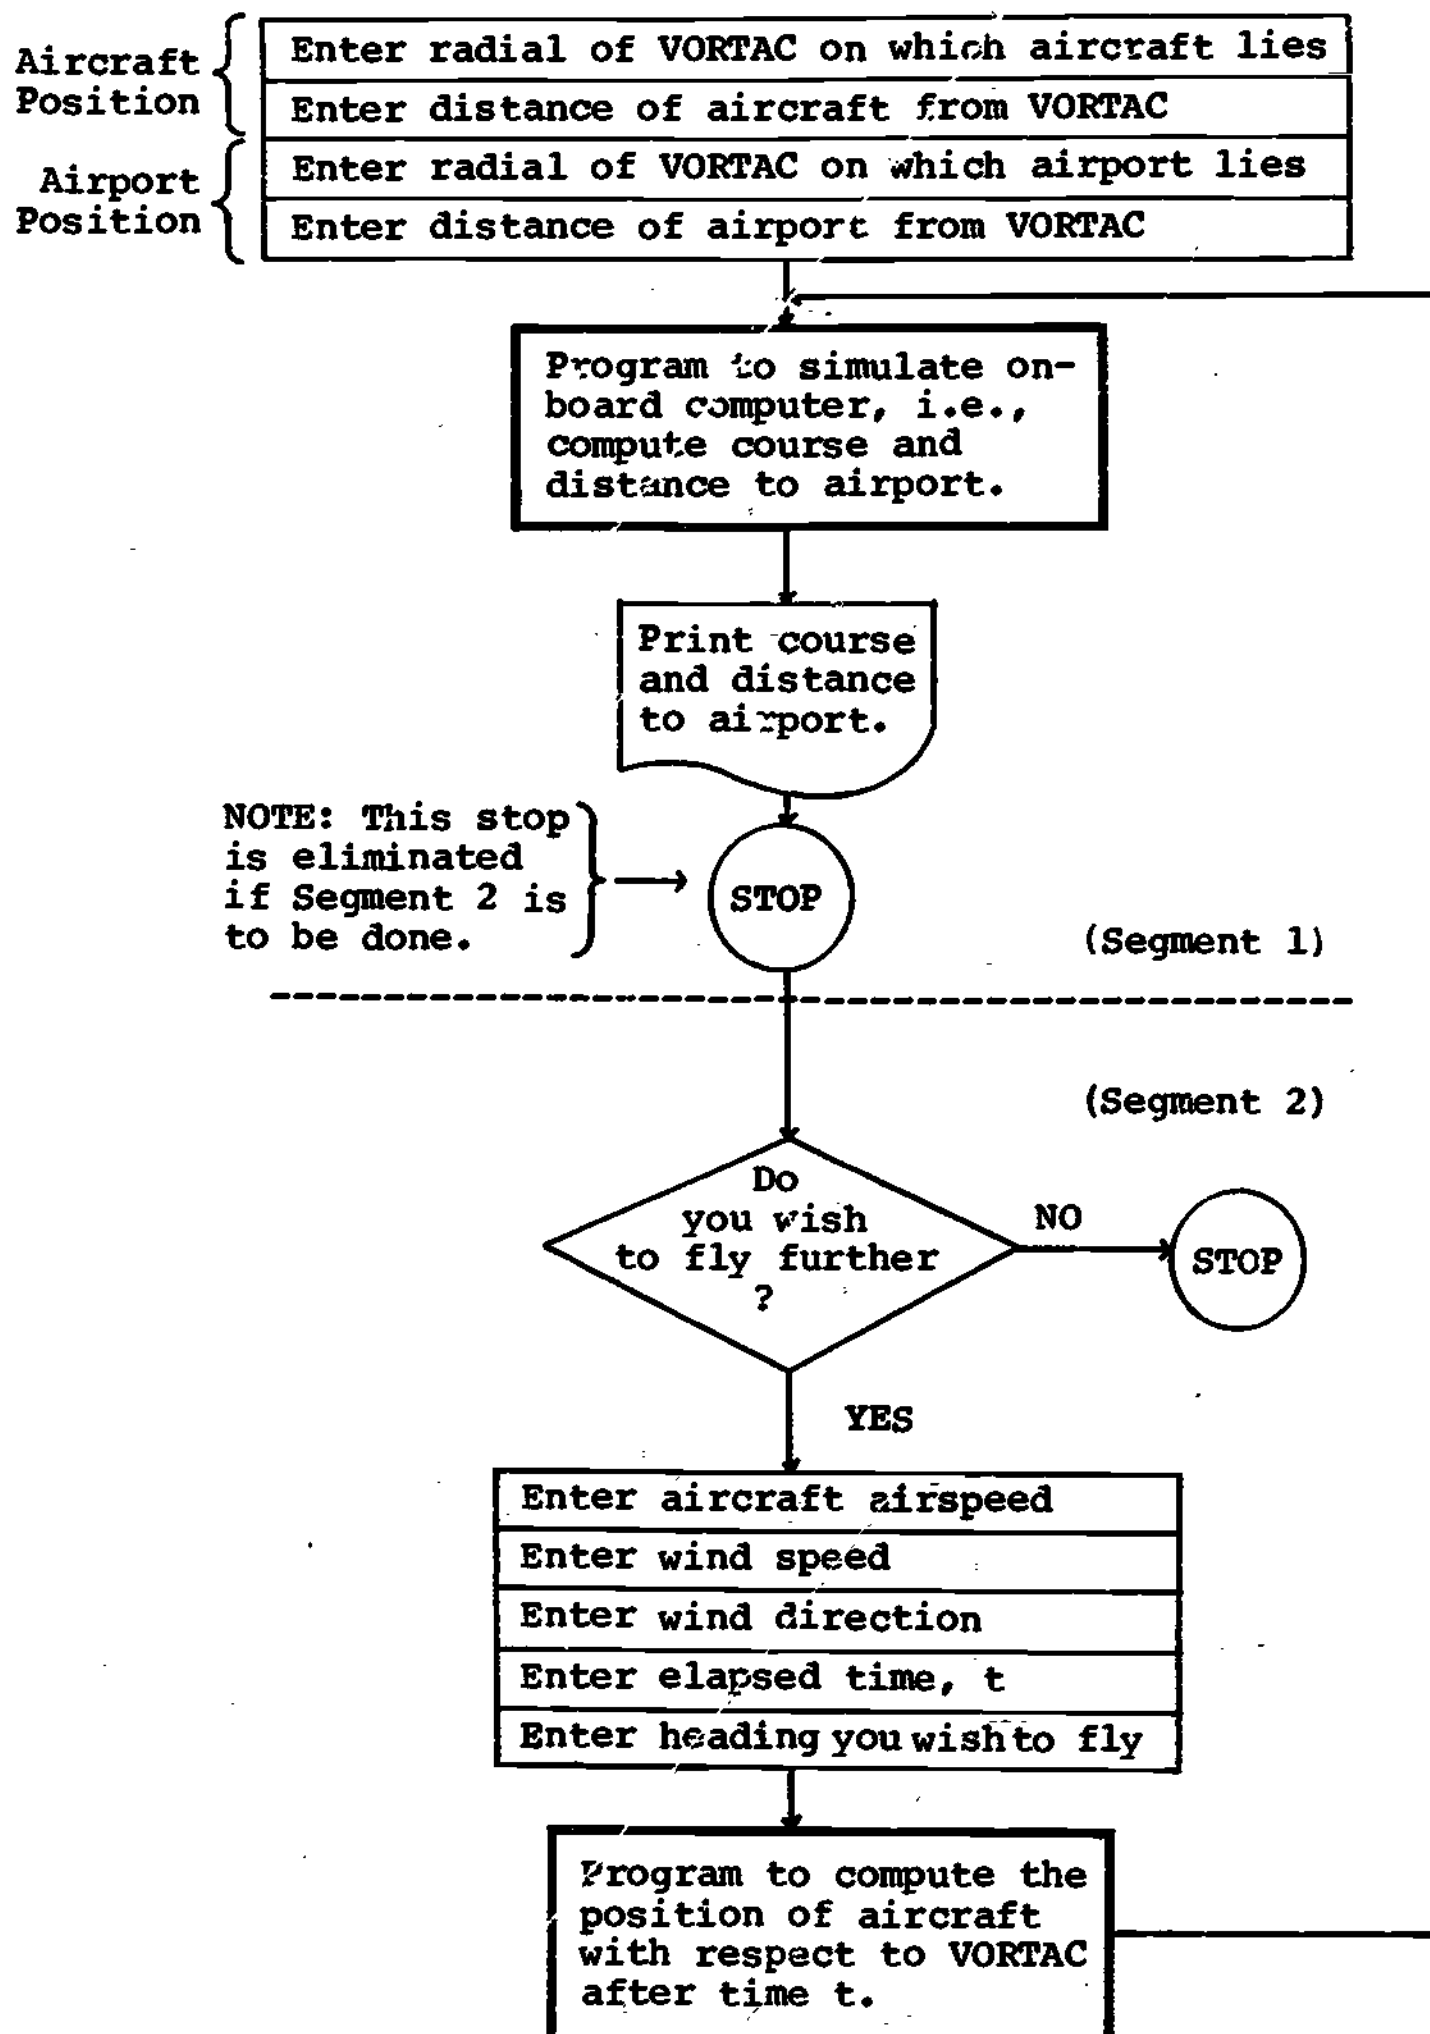 Aircraft
Position
Enter radial of VORTAC on which aircraft lies
Enter distance of aircraft from VORTAC
Airport
Position
Enter radial of VORTAC on which airport lies
Enter distance of airport from VORTAC
Program to simulate on-
board computer, i.e.,
compute course and
distance to airport.
Print course
and distance
to airport.
NOTE: This stop
is eliminated
if Segment 2 is
to be done.
STOP
(Segment 1)
(Segment 2)
Do
you wish
to fly further
?
NO
STOP
YES
Enter aircraft airspeed
Enter wind speed
Enter wind direction
Enter elapsed time, t
Enter heading you wish to fly
Program to compute the
position of aircraft
with respect to VORTAC
after time t.